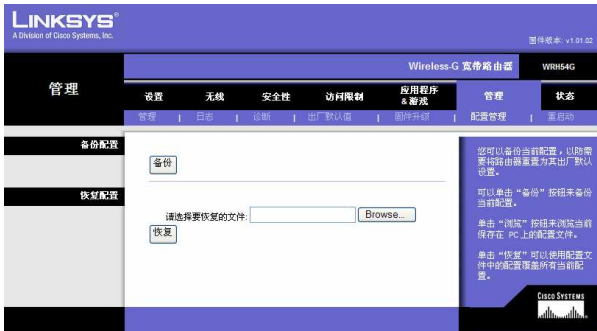 LINKSYS®
A Division of Cisco Systems, Inc.
固件版本: v1.01.02
Wireless-G 宽带路由器 WRH54G
管理
设置 无线 安全性 访问限制 应用程序 & 游戏 管理 状态
管理 | 日志 | 诊断 | 出厂默认值 | 固件升级 | 配置管理 | 重启动
备份配置
备份
恢复配置
请选择要恢复的文件: Browse...
恢复
您可以备份当前配置，以防需
要将路由器重置为其出厂默认
设置。
可以单击“备份”按钮来备份
当前配置。
单击“浏览”按钮来浏览当前
保存在 PC 上的配置文件。
单击“恢复”可以使用配置文
件中的配置覆盖所有当前配
置。
CISCO SYSTEMS